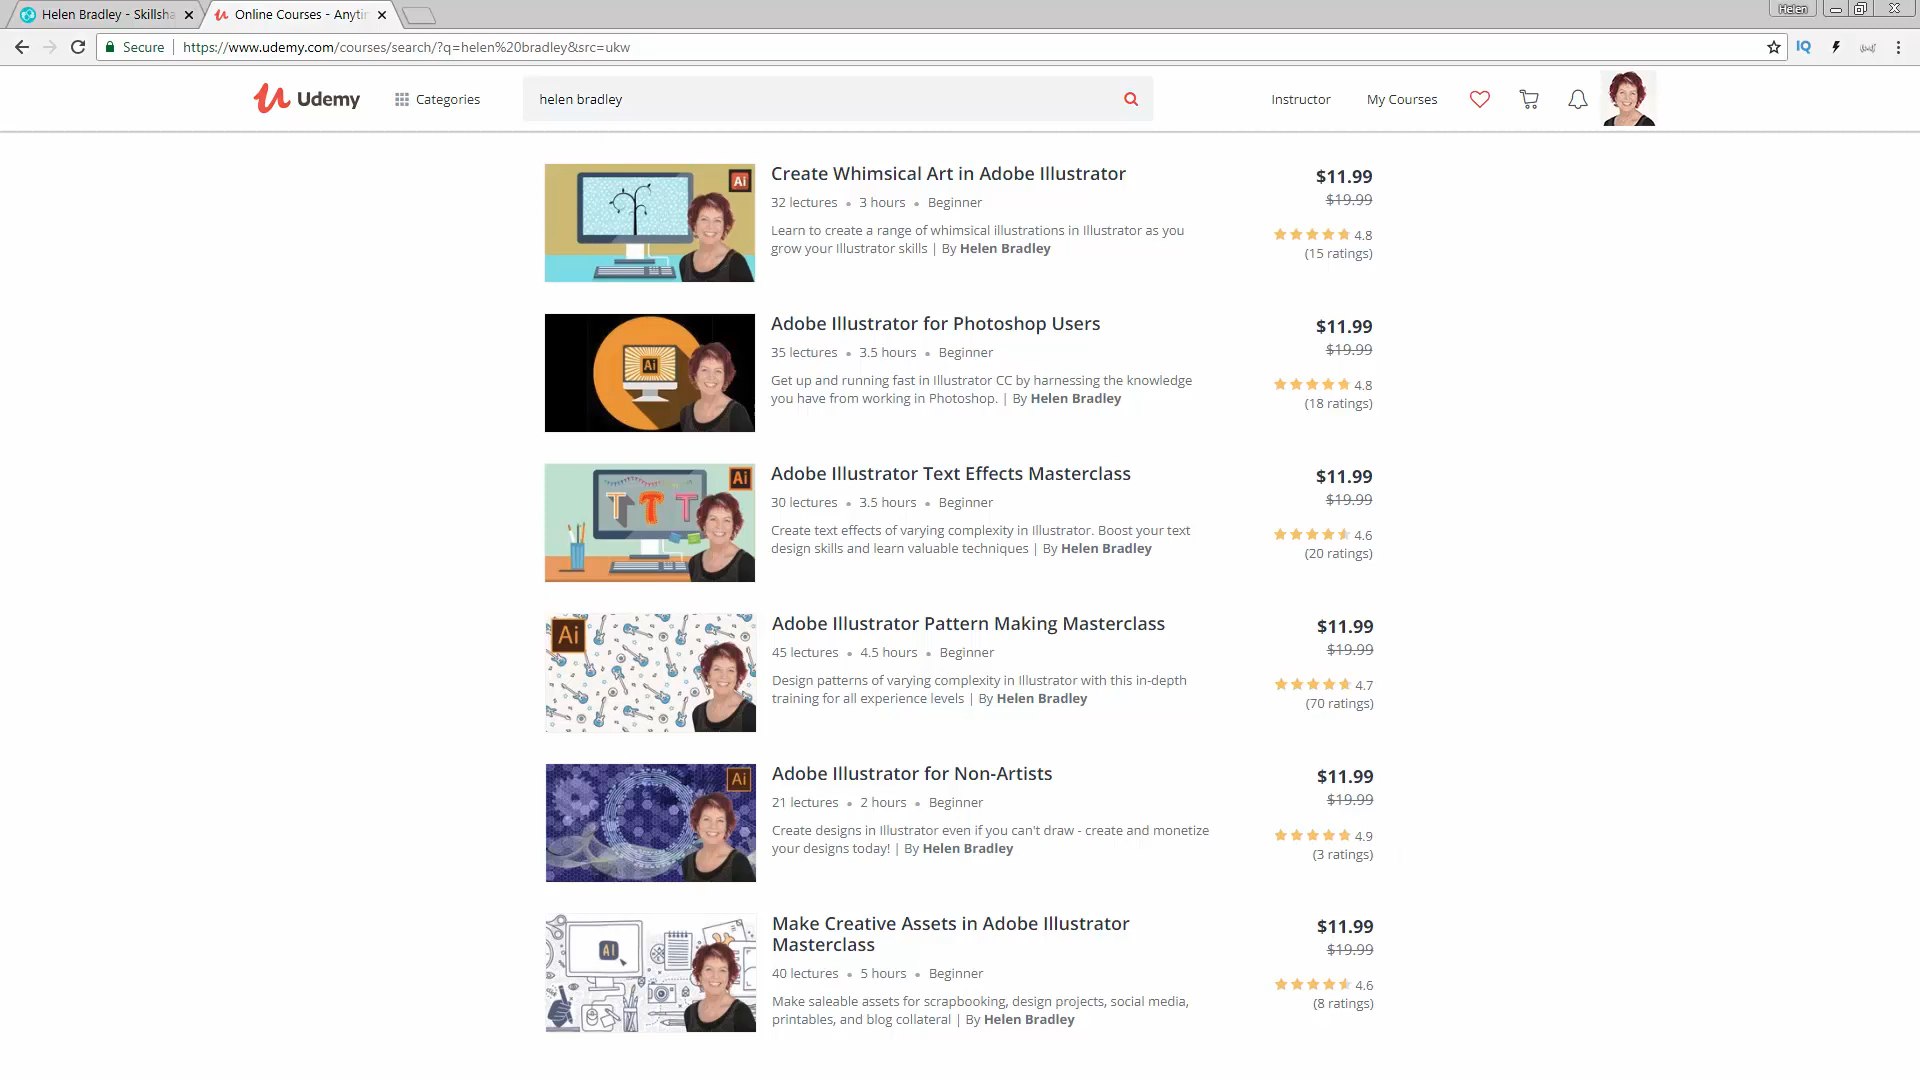 Helen Bradley - Skillsha
Online Courses - Anytin
Helen
Secure
https://www.udemy.com/courses/search/?q=helen%20bradley&src=ukw
IQ
Udemy
Categories
helen bradley
Instructor
My Courses
Ai
Create Whimsical Art in Adobe Illustrator
$11.99
32 lectures • 3 hours • Beginner
$19.99
Learn to create a range of whimsical illustrations in Illustrator as you
grow your Illustrator skills | By Helen Bradley
4.8
(15 ratings)
Ai
Adobe Illustrator for Photoshop Users
$11.99
35 lectures • 3.5 hours • Beginner
$19.99
Get up and running fast in Illustrator CC by harnessing the knowledge
you have from working in Photoshop. | By Helen Bradley
4.8
(18 ratings)
Ai
T T T
Adobe Illustrator Text Effects Masterclass
$11.99
30 lectures • 3.5 hours • Beginner
$19.99
Create text effects of varying complexity in Illustrator. Boost your text
design skills and learn valuable techniques | By Helen Bradley
4.6
(20 ratings)
Ai
Adobe Illustrator Pattern Making Masterclass
$11.99
45 lectures • 4.5 hours • Beginner
$19.99
Design patterns of varying complexity in Illustrator with this in-depth
training for all experience levels | By Helen Bradley
4.7
(70 ratings)
Ai
Adobe Illustrator for Non-Artists
$11.99
21 lectures • 2 hours • Beginner
$19.99
Create designs in Illustrator even if you can't draw - create and monetize
your designs today! | By Helen Bradley
4.9
(3 ratings)
AI
Make Creative Assets in Adobe Illustrator
Masterclass
$11.99
$19.99
40 lectures • 5 hours • Beginner
Make saleable assets for scrapbooking, design projects, social media,
printables, and blog collateral | By Helen Bradley
4.6
(8 ratings)